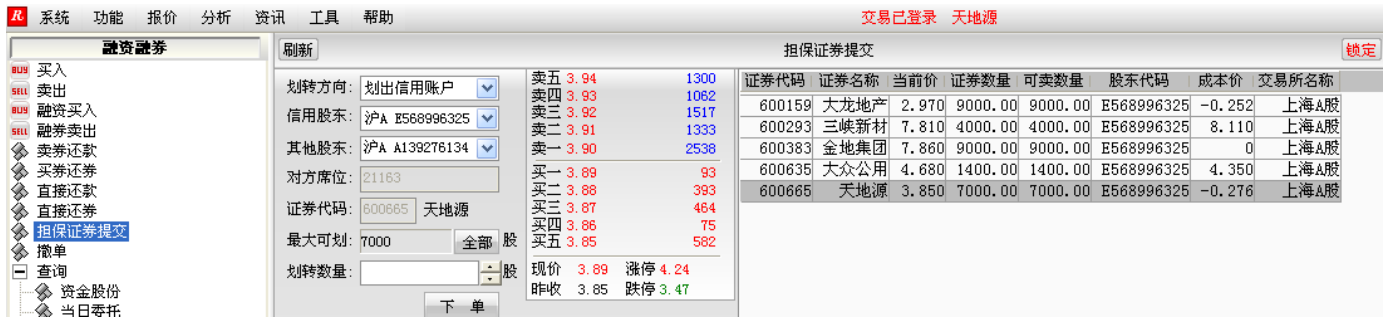 R 系统 功能 报价 分析 资讯 工具 帮助 交易已登录 天地源
融资融券
BUY 买入
SELL 卖出
BUY 融资买入
SELL 融券卖出
卖券还款
买券还券
直接还款
直接还券
担保证券提交
撤单
查询
资金股份
当日委托
刷新 担保证券提交 锁定
划转方向: 划出信用账户
信用股东: 沪A E568996325
其他股东: 沪A A139276134
对方席位: 21163
证券代码: 600665 天地源
最大可划: 7000 全部 股
划转数量: 股
下 单
卖五 3.94 1300
卖四 3.93 1062
卖三 3.92 1517
卖二 3.91 1333
卖一 3.90 2538
买一 3.89 93
买二 3.88 393
买三 3.87 464
买四 3.86 75
买五 3.85 582
现价 3.89 涨停 4.24
昨收 3.85 跌停 3.47
证券代码 证券名称 当前价 证券数量 可卖数量 股东代码 成本价 交易所名称
600159 大龙地产 2.970 9000.00 9000.00 E568996325 -0.252 上海A股
600293 三峡新材 7.810 4000.00 4000.00 E568996325 8.110 上海A股
600383 金地集团 7.860 9000.00 9000.00 E568996325 0 上海A股
600635 大众公用 4.680 1400.00 1400.00 E568996325 4.350 上海A股
600665 天地源 3.850 7000.00 7000.00 E568996325 -0.276 上海A股